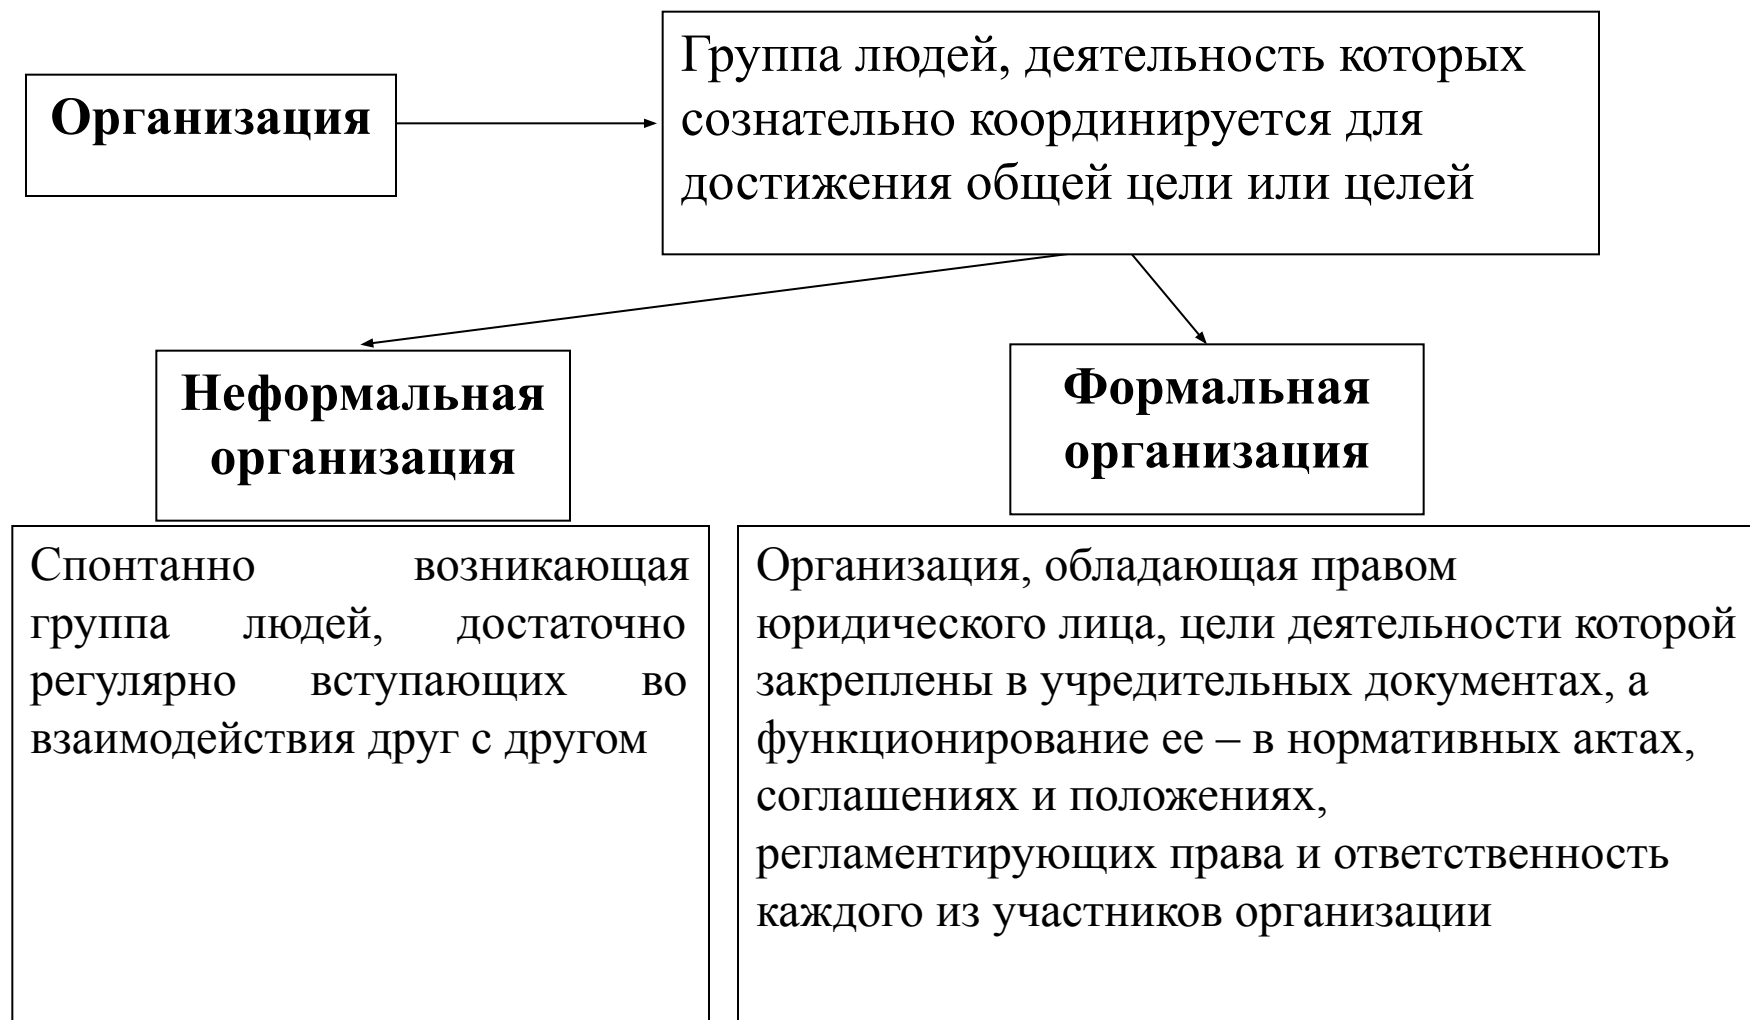 Организация
Группа людей, деятельность которых
сознательно координируется для
достижения общей цели или целей
Неформальная
организация
Формальная
организация
Спонтанно возникающая
группа людей, достаточно
регулярно вступающих во
взаимодействия друг с другом
Организация, обладающая правом
юридического лица, цели деятельности которой
закреплены в учредительных документах, а
функционирование ее – в нормативных актах,
соглашениях и положениях,
регламентирующих права и ответственность
каждого из участников организации